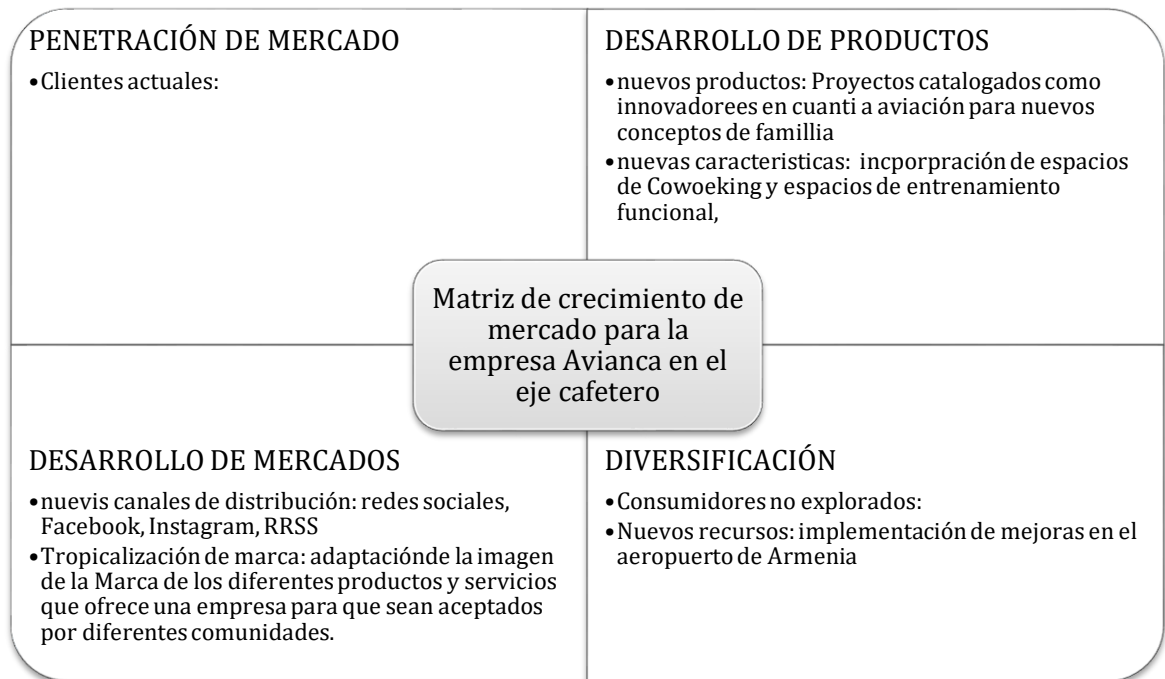 PENETRACIÓN DE MERCADO
•Clientes actuales:
DESARROLLO DE PRODUCTOS
•nuevos productos: Proyectos catalogados como
innovadorees en cuanti a aviación para nuevos
conceptos de famillia
•nuevas caracteristicas: incporpración de espacios
de Cowoeking y espacios de entrenamiento
funcional,
Matriz de crecimiento de
mercado para la
empresa Avianca en el
eje cafetero
DESARROLLO DE MERCADOS
•nuevis canales de distribución: redes sociales,
Facebook, Instagram, RRSS
•Tropicalización de marca: adaptaciónde la imagen
de la Marca de los diferentes productos y servicios
que ofrece una empresa para que sean aceptados
por diferentes comunidades.
DIVERSIFICACIÓN
•Consumidores no explorados:
•Nuevos recursos: implementación de mejoras en el
aeropuerto de Armenia